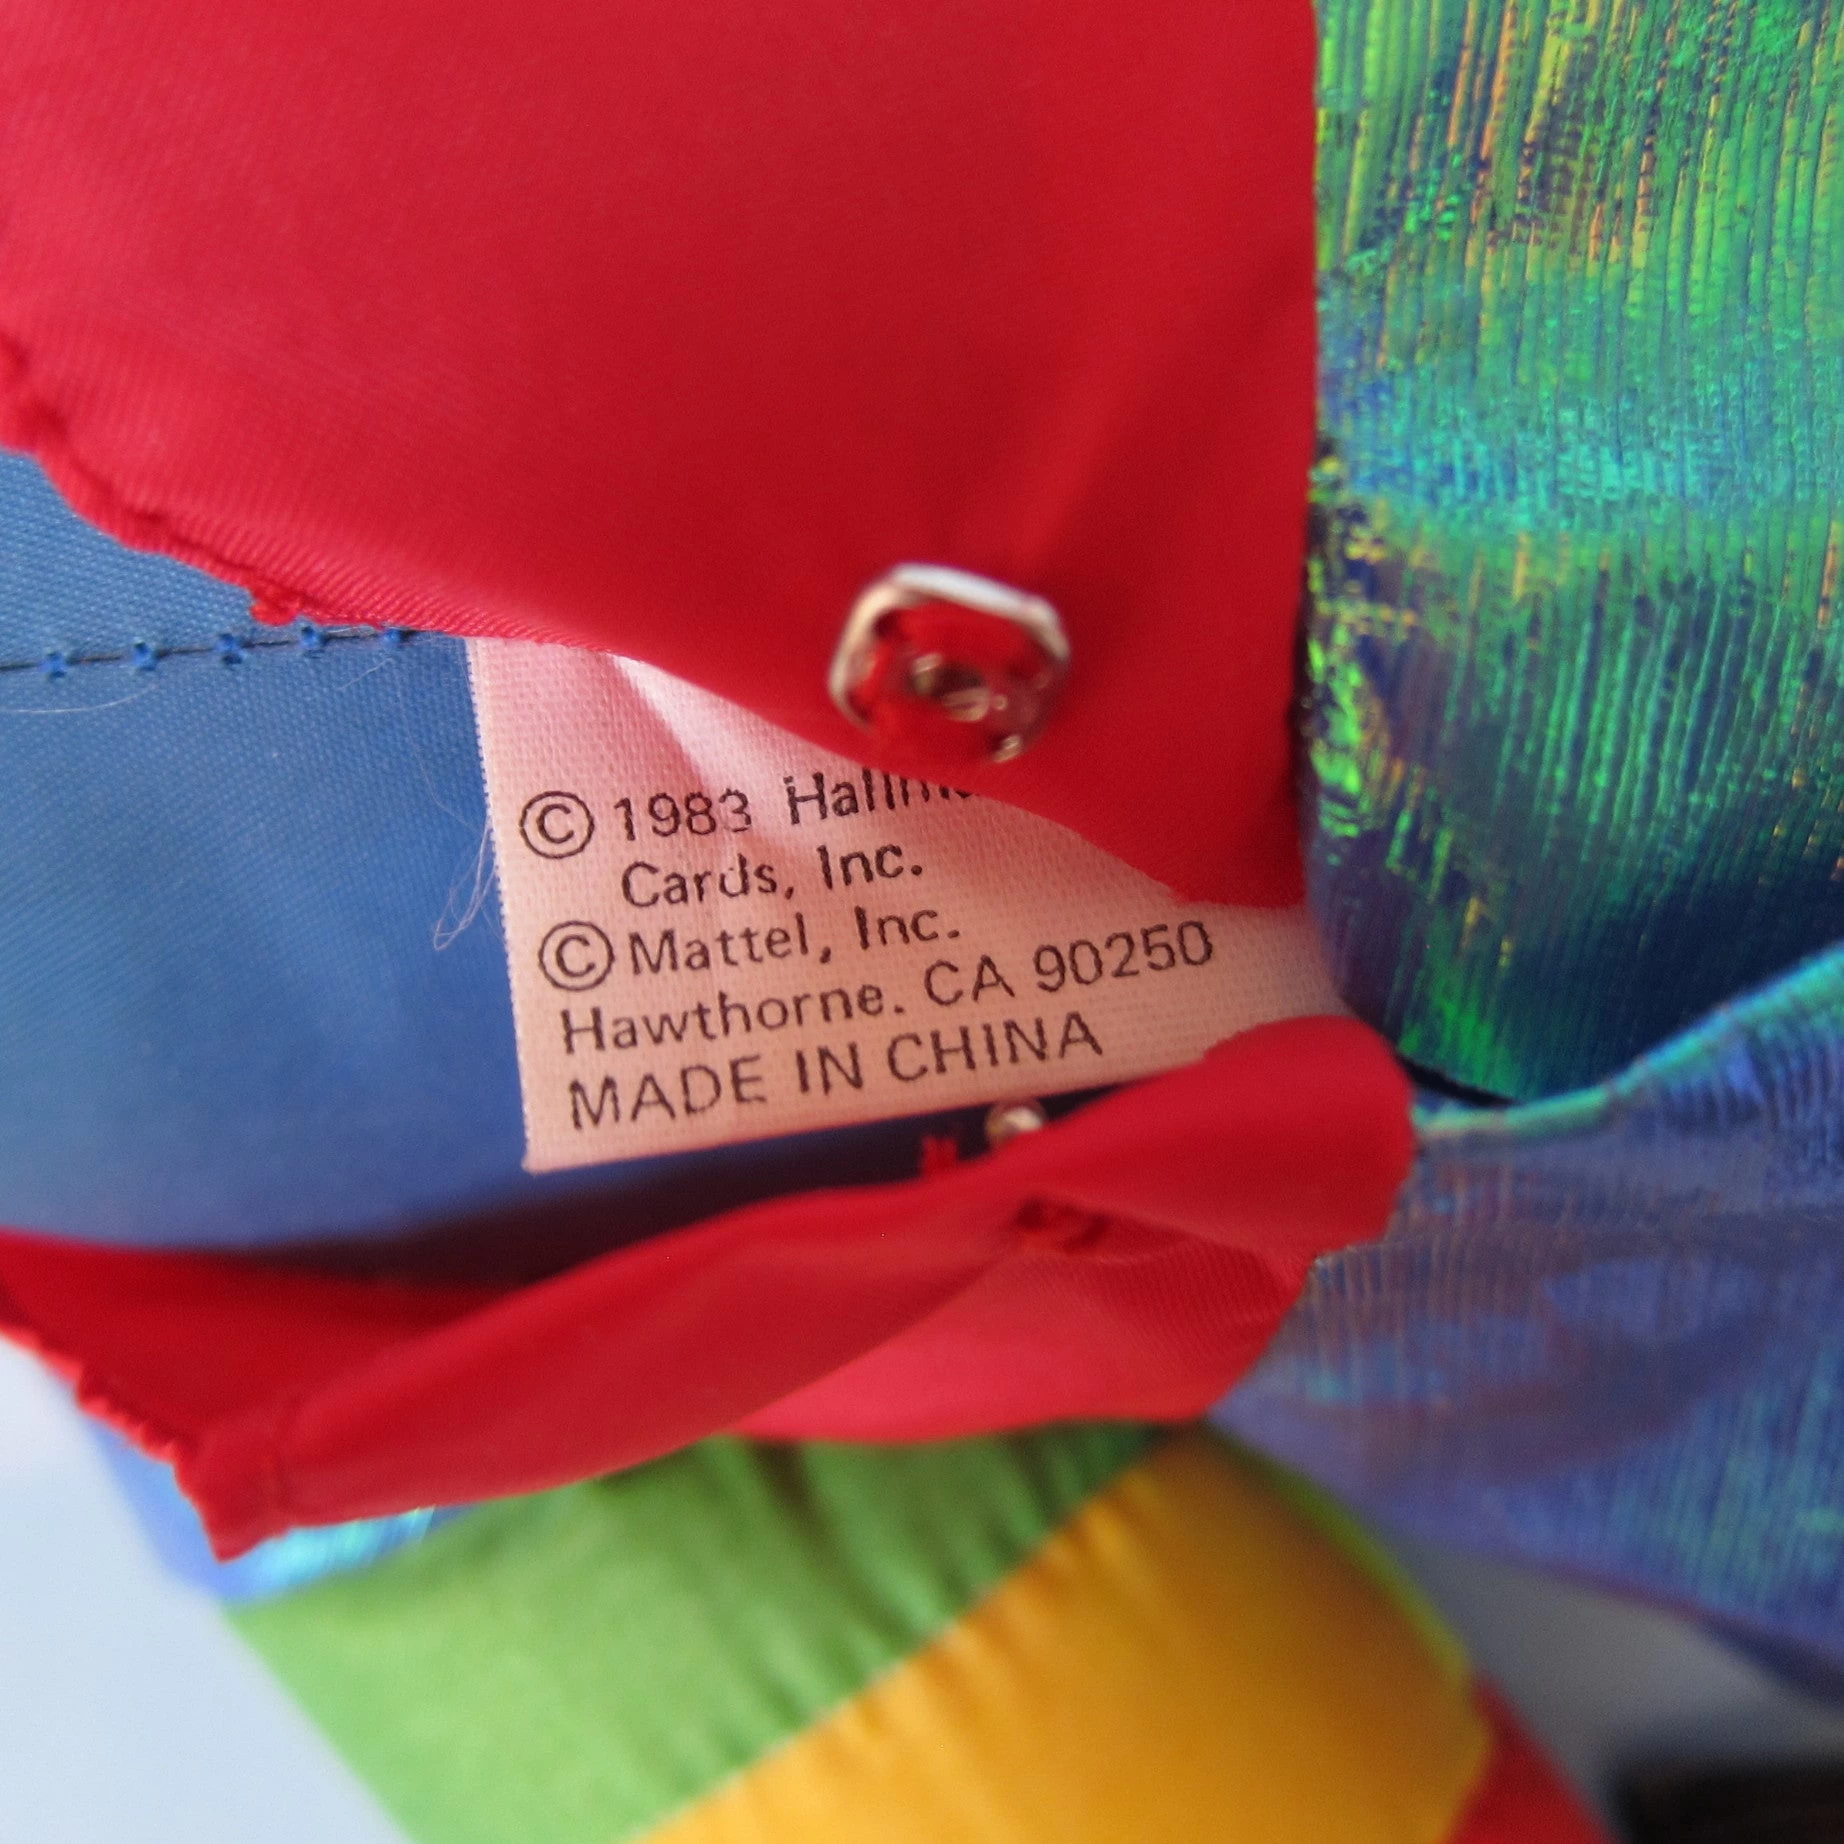 © 1983
Cards, Inc.
© Mattel, Inc.
Hawthorne. CA 90250
MADE IN CHINA